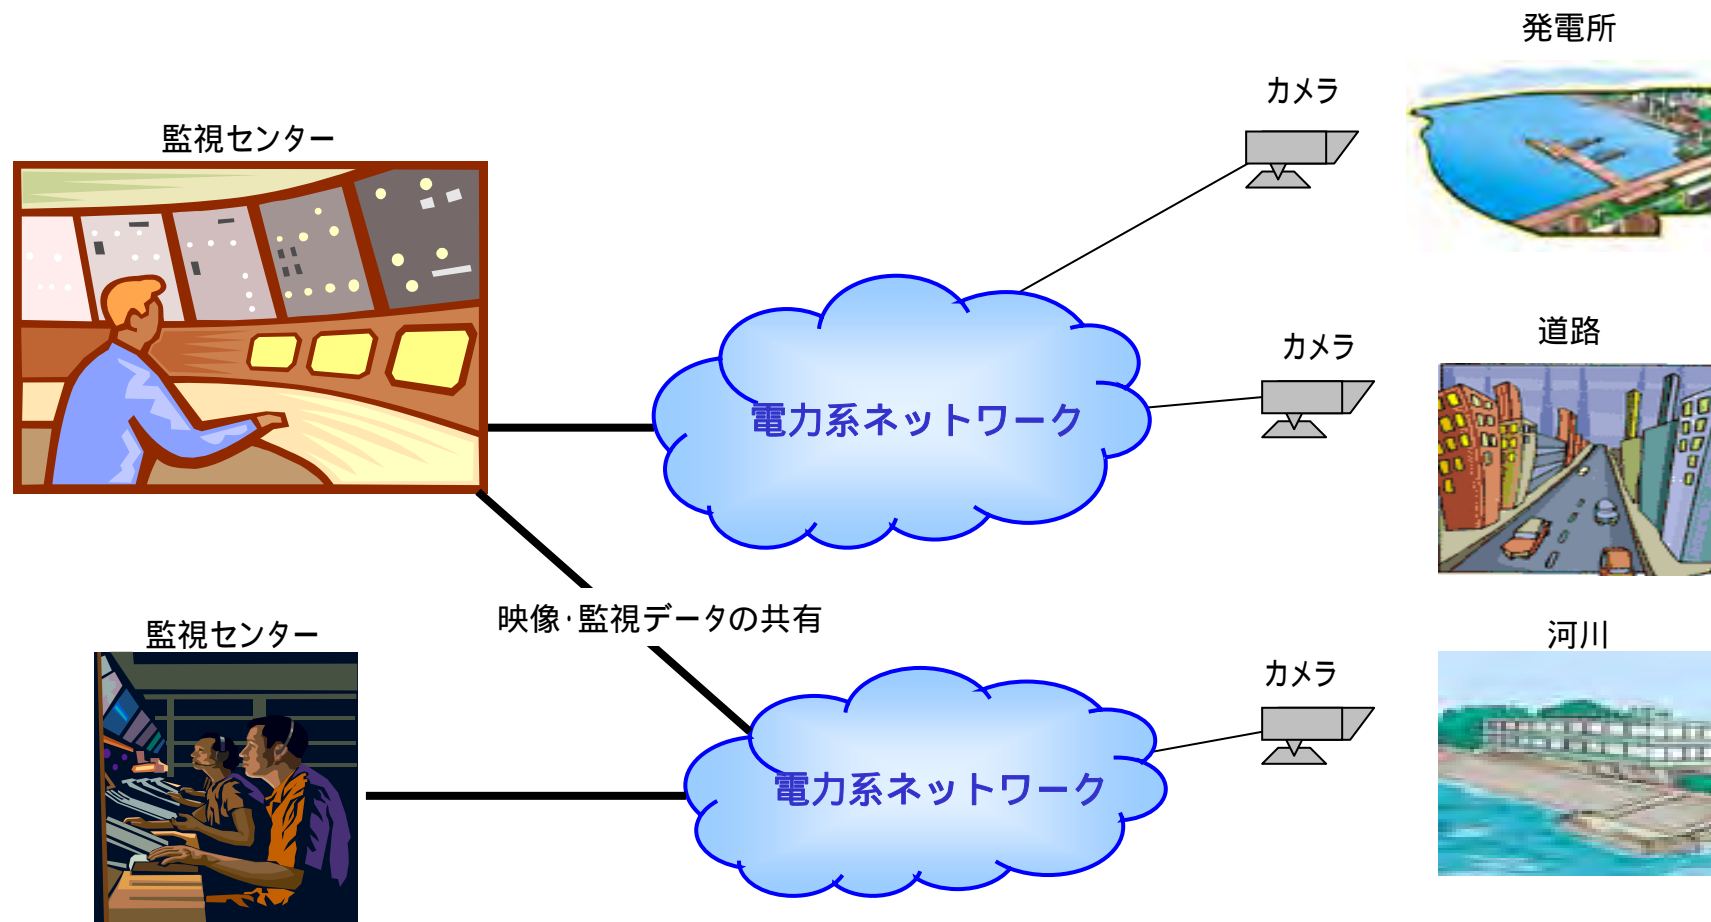 発電所
カメラ
監視センター
道路
カメラ
電力系ネットワーク
映像・監視データの共有
監視センター
河川
カメラ
電力系ネットワーク